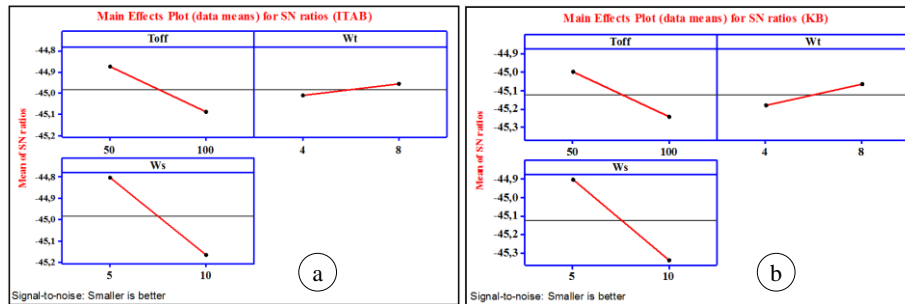 Main Effects Plot (data means) for SN ratios (ITAB)
Mean of SN ratios
Toff
Wt
-44,8
-44,9
-45,0
-45,1
-45,2
50
100
4
8
Ws
-44,8
-44,9
-45,0
-45,1
-45,2
5
10
a
Signal-to-noise: Smaller is better
Main Effects Plot (data means) for SN ratios (KB)
Mean of SN ratios
Toff
Wt
-44,9
-45,0
-45,1
-45,2
-45,3
50
100
4
8
Ws
-44,9
-45,0
-45,1
-45,2
-45,3
5
10
b
Signal-to-noise: Smaller is better